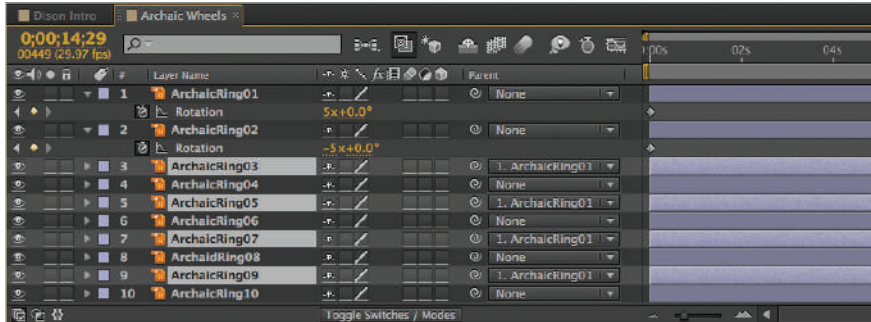 Dison Intro Archaic Wheels
0;00;14;29
00449 (29.97 fps)
02s 04s
# Layer Name Parent
1 ArchaicRing01 None
Rotation 5x+0.0°
2 ArchaicRing02 None
Rotation -5x+0.0°
3 ArchaicRing03 1. ArchaicRing01
4 ArchaicRing04 None
5 ArchaicRing05 1. ArchaicRing01
6 ArchaicRing06 None
7 ArchaicRing07 1. ArchaicRing01
8 ArchaidRing08 None
9 ArchaicRing09 1. ArchaicRing01
10 ArchaicRing10 None
Toggle Switches / Modes